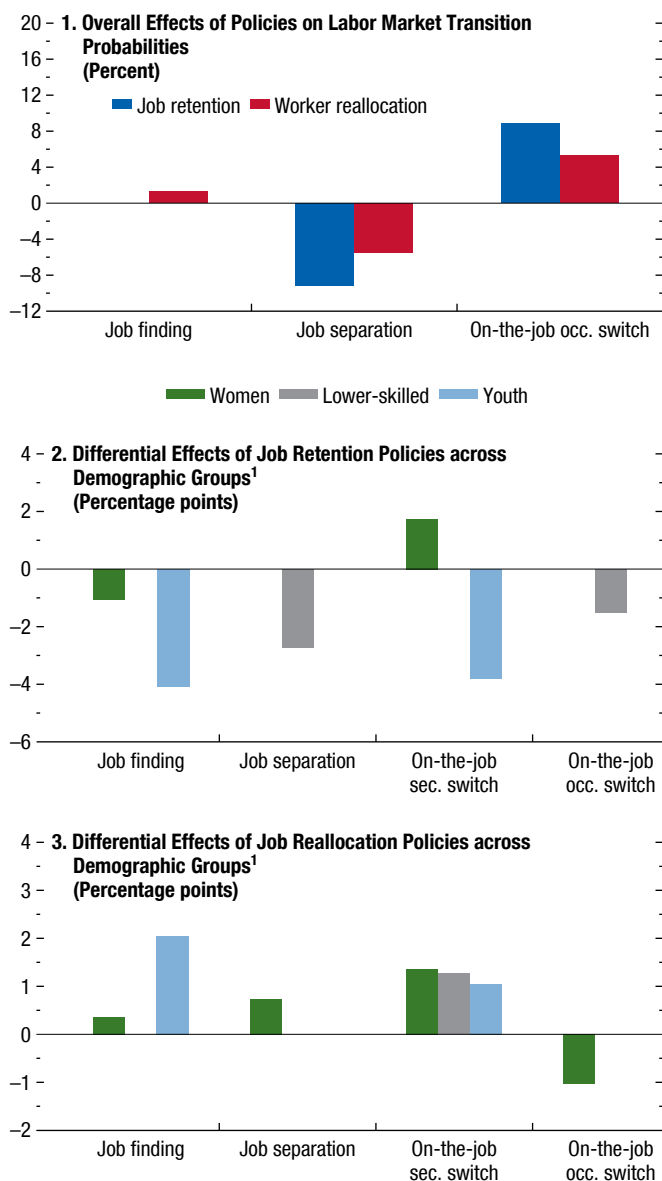 1. Overall Effects of Policies on Labor Market Transition
Probabilities
(Percent)
Job retention Worker reallocation
20
16
12
8
4
0
–4
–8
–12
Job finding Job separation On-the-job occ. switch
Women Lower-skilled Youth
2. Differential Effects of Job Retention Policies across
Demographic Groups¹
(Percentage points)
4
2
0
–2
–4
–6
Job finding Job separation On-the-job On-the-job
sec. switch occ. switch
3. Differential Effects of Job Reallocation Policies across
Demographic Groups¹
(Percentage points)
4
3
2
1
0
–1
–2
Job finding Job separation On-the-job On-the-job
sec. switch occ. switch